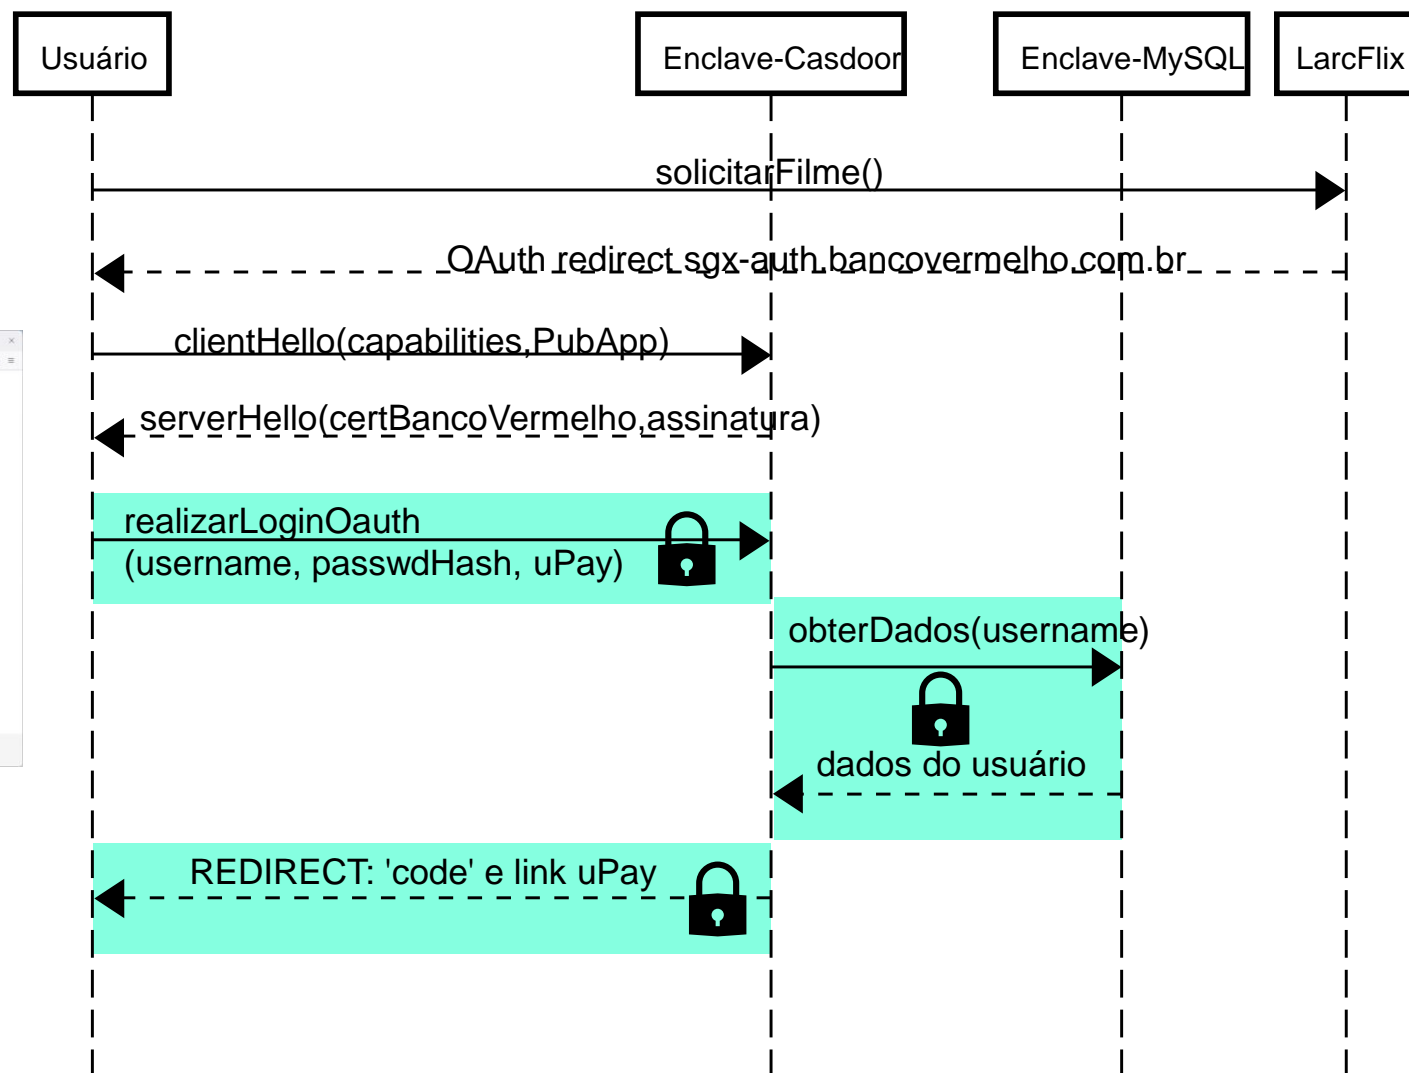 Usuário
Enclave-Casdoor
Enclave-MySQL
LarcFlix
solicitarFilme()
OAuth redirect sgx-auth.bancovermelho.com.br
clientHello(capabilities,PubApp)
serverHello(certBancoVermelho,assinatura)
realizarLoginOauth
(username, passwdHash, uPay)
obterDados(username)
dados do usuário
REDIRECT: 'code' e link uPay